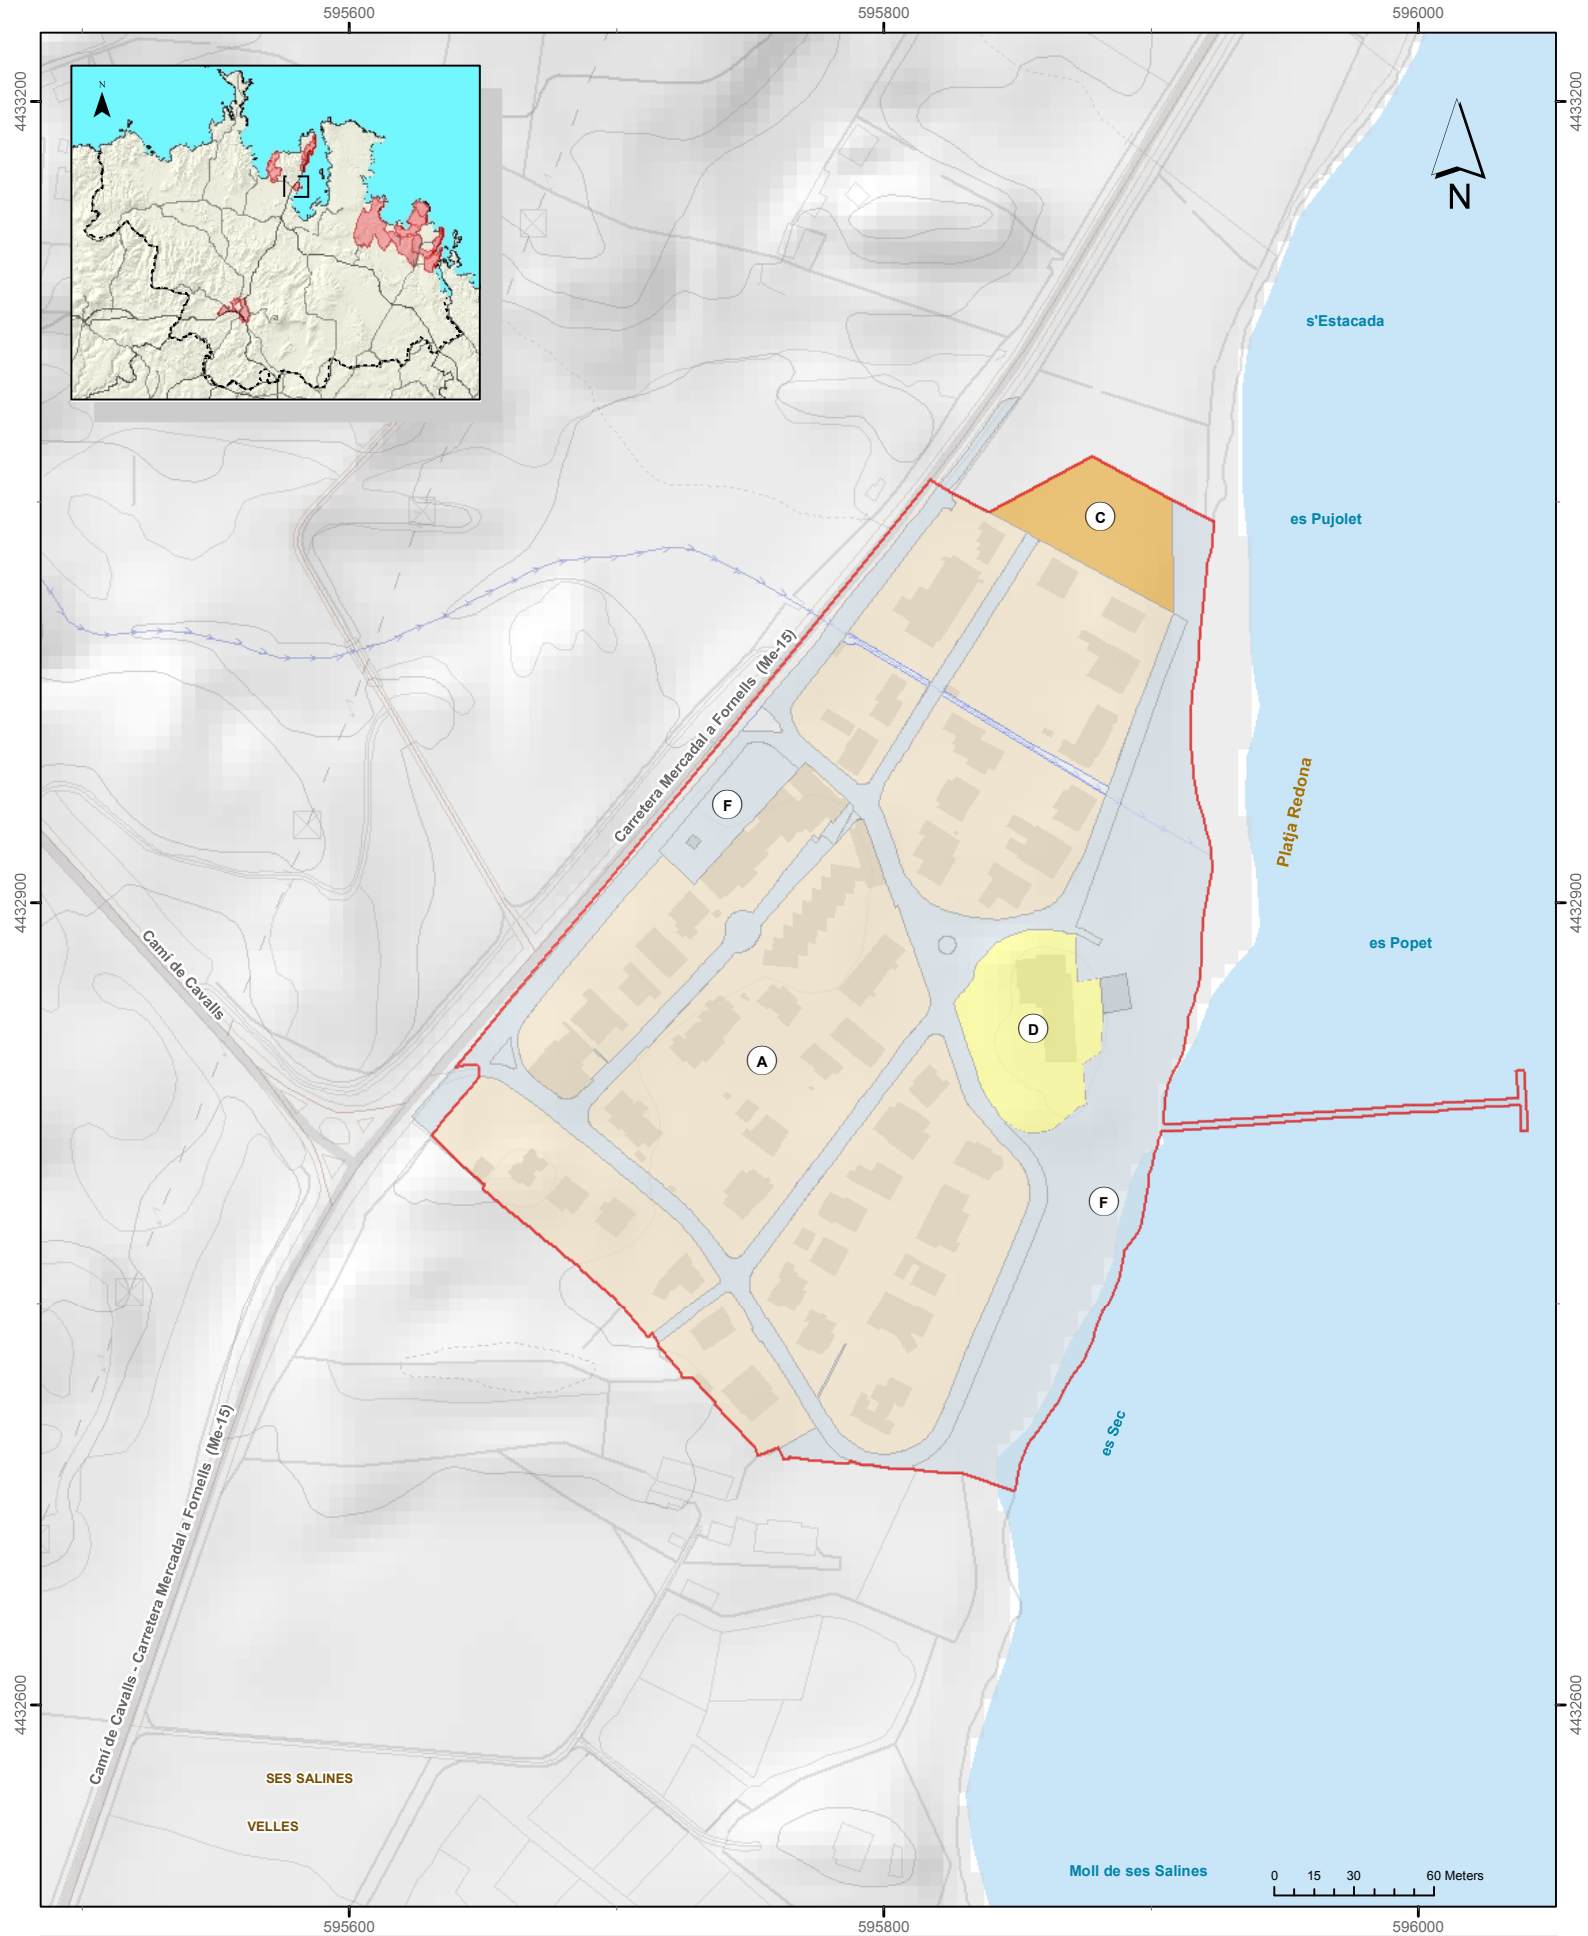 595600
595800
596000
4433200
4433200
N
N
s'Estacada
es Pujolet
C
Carretera Mercadal a Fornells (Me-15)
F
Platja Redona
4432900
4432900
Camí de Cavalls
es Popet
D
A
F
es Sec
Camí de Cavalls - Carretera Mercadal a Fornells (Me-15)
4432600
4432600
SES SALINES
VELLES
Moll de ses Salines
0 15 30 60 Meters
595600
595800
596000